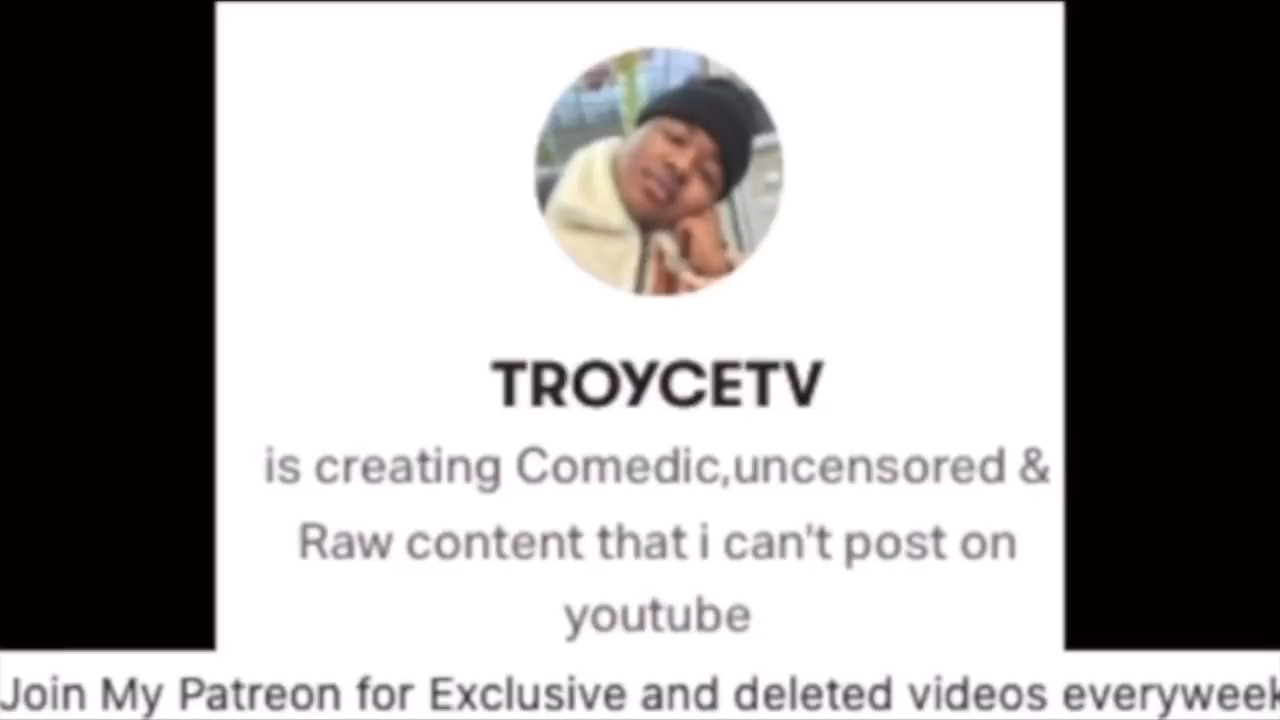 TROYCETV
is creating Comedic,uncensored &
Raw content that i can't post on
youtube
Join My Patreon for Exclusive and deleted videos everyweek